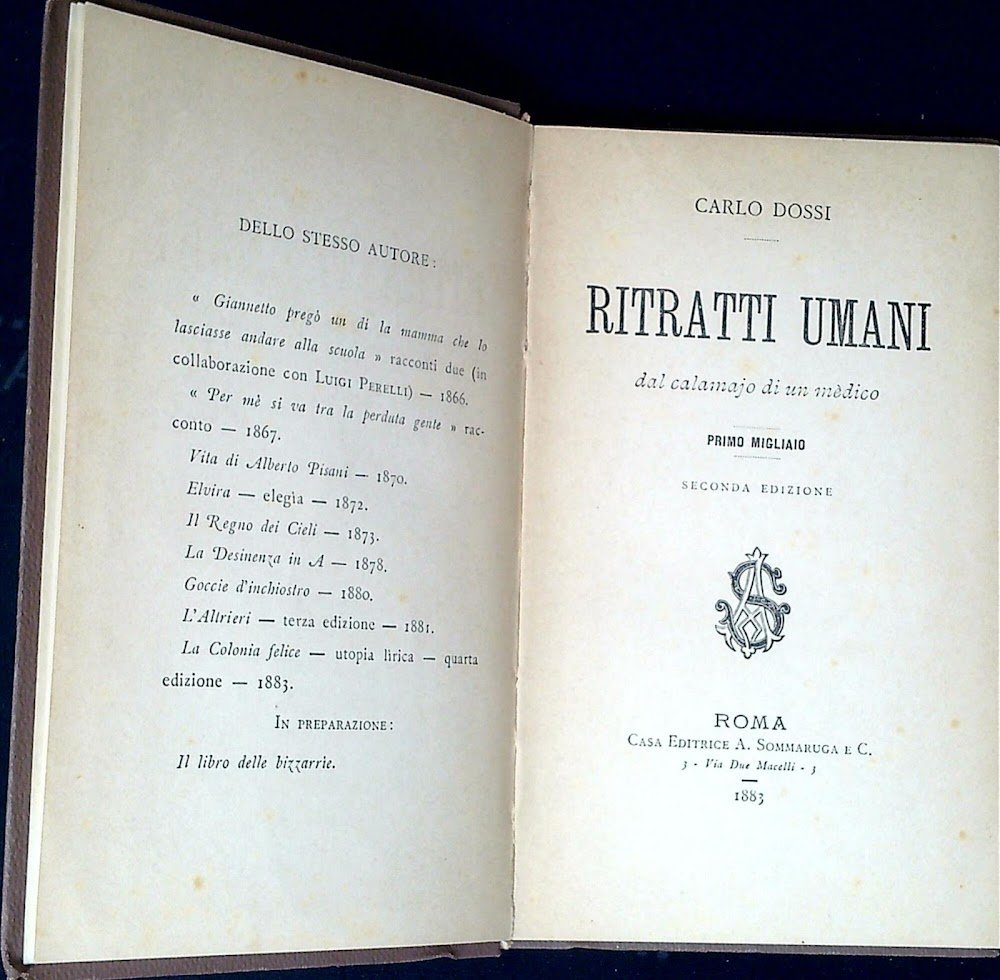 DELLO STESSO AUTORE:
« Giannetto pregò un dì la mamma che lo
lasciasse andare alla scuola » racconti due (in
collaborazione con LUIGI PERELLI) — 1866.
« Per mè si va tra la perduta gente » rac-
conto — 1867.
Vita di Alberto Pisani — 1870.
Elvira — elegìa — 1872.
Il Regno dei Cieli — 1873.
La Desinenza in A — 1878.
Goccie d'inchiostro — 1880.
L'Altrieri — terza edizione — 1881.
La Colonia felice — utopia lìrica — quarta
edizione — 1883.
IN PREPARAZIONE:
Il libro delle bizzarrìe.
CARLO DOSSI
RITRATTI UMANI
dal calamajo di un mèdico
PRIMO MIGLIAIO
SECONDA EDIZIONE
ROMA
CASA EDITRICE A. SOMMARUGA E C.
3 - Via Due Macelli - 3
1883